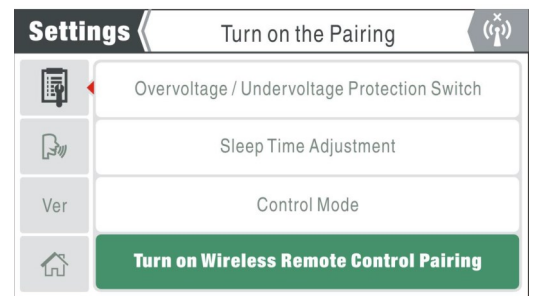 Settings
Turn on the Pairing
Overvoltage / Undervoltage Protection Switch
Sleep Time Adjustment
Ver
Control Mode
Turn on Wireless Remote Control Pairing